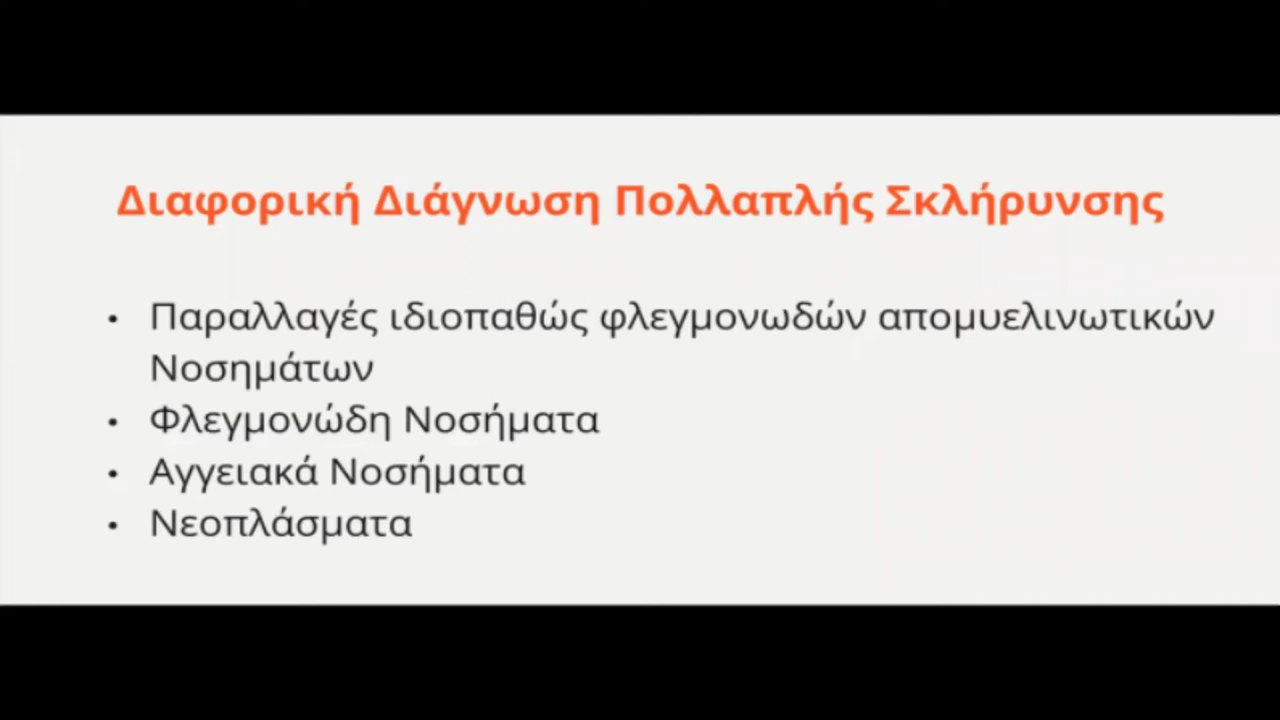 Διαφορική Διάγνωση Πολλαπλής Σκλήρυνσης
• Παραλλαγές ιδιοπαθώς φλεγμονωδών απομυελινωτικών
Νοσημάτων
• Φλεγμονώδη Νοσήματα
• Αγγειακά Νοσήματα
• Νεοπλάσματα